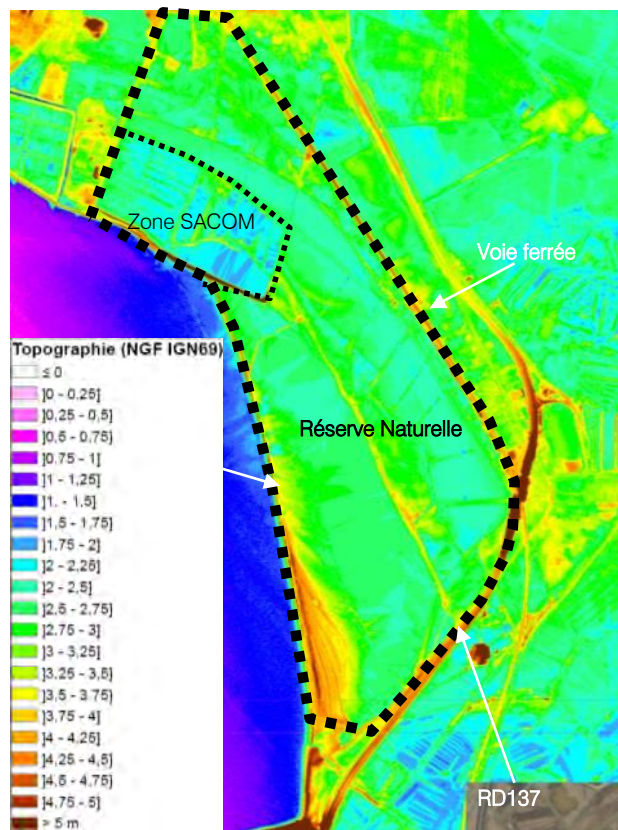 Zone SACOM
Voie ferrée
Topographie (NGF IGN69)
≤ 0
]0 - 0,25]
]0,25 - 0,5]
]0,5 - 0,75]
]0,75 - 1]
]1 - 1,25]
]1, - 1,5]
]1,5 - 1,75]
]1,75 - 2]
]2 - 2,25]
]2 - 2,5]
]2,5 - 2,75]
]2,75 - 3]
]3 - 3,25]
]3,25 - 3,5]
]3,5 - 3,75]
]3,75 - 4]
]4 - 4,25]
]4,25 - 4,5]
]4,5 - 4,75]
]4,75 - 5]
> 5 m
Réserve Naturelle
RD137